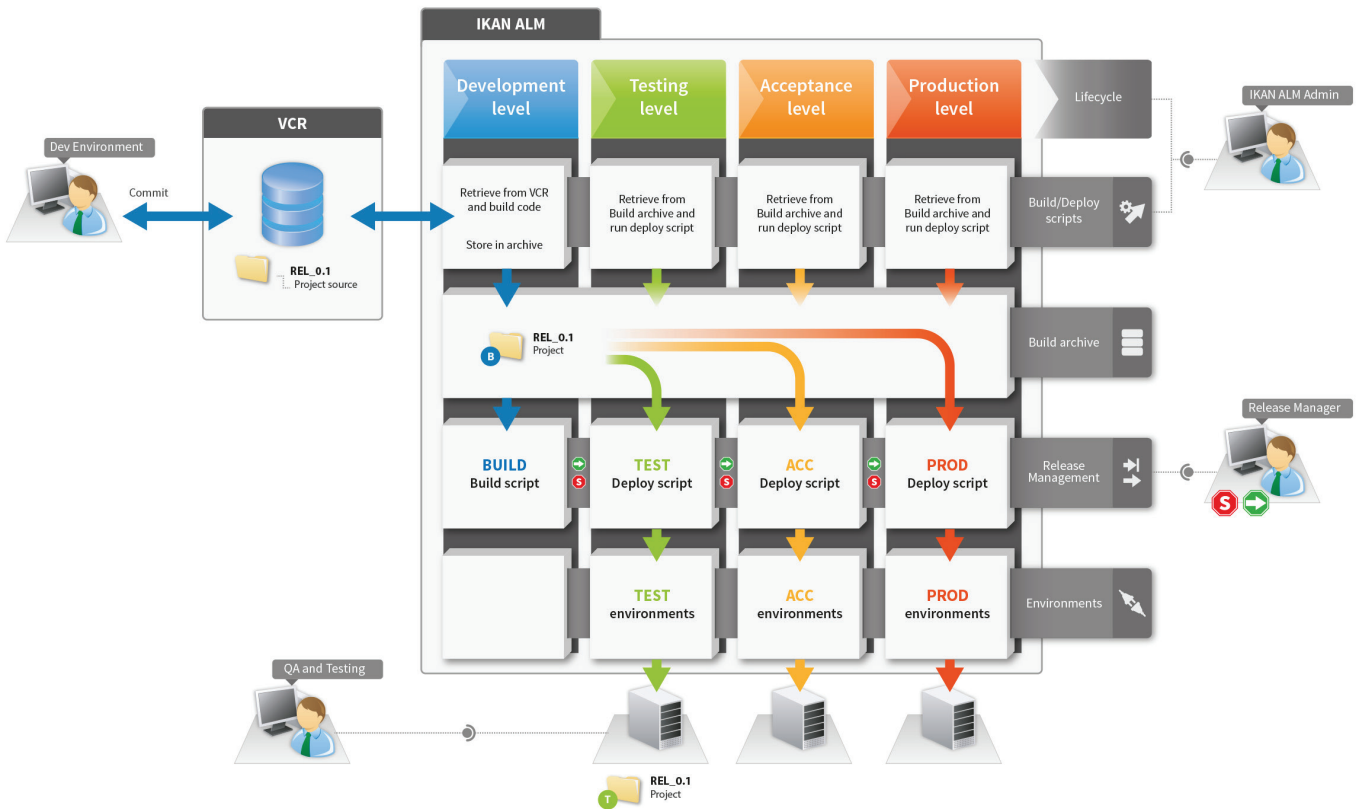 IKAN ALM
Development
level
Testing
level
Acceptance
level
Production
level
Lifecycle
IKAN ALM Admin
VCR
Dev Environment
Commit
REL_0.1
Project source
Retrieve from VCR
and build code
Store in archive
Retrieve from
Build archive and
run deploy script
Retrieve from
Build archive and
run deploy script
Retrieve from
Build archive and
run deploy script
Build/Deploy
scripts
B
REL_0.1
Project
Build archive
Release Manager
BUILD
Build script
S
TEST
Deploy script
S
ACC
Deploy script
S
PROD
Deploy script
Release
Management
S
TEST
environments
ACC
environments
PROD
environments
Environments
QA and Testing
T
REL_0.1
Project